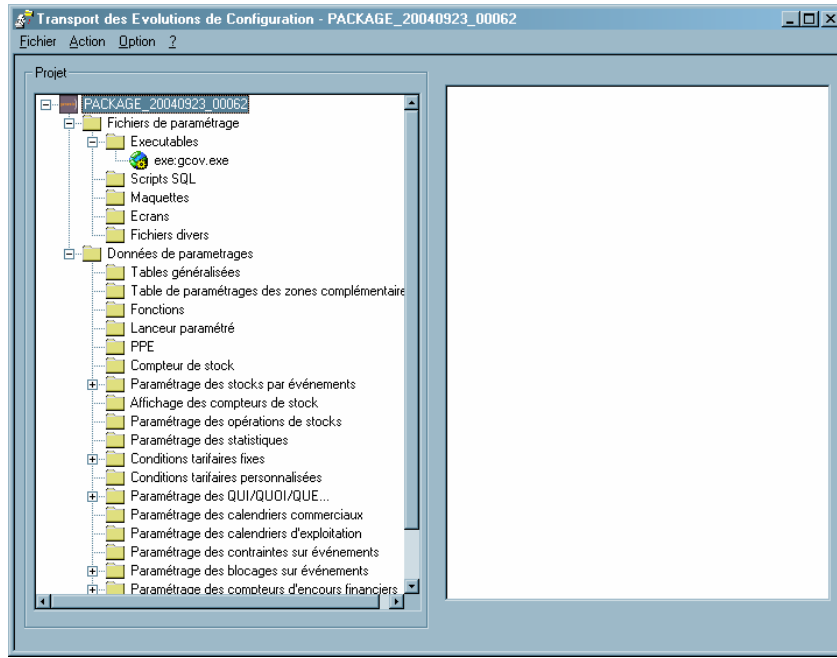 Transport des Evolutions de Configuration - PACKAGE_20040923_00062
Fichier Action Option ?
Projet
PACKAGE_20040923_00062
Fichiers de paramétrage
Executables
exe:gcov.exe
Scripts SQL
Maquettes
Ecrans
Fichiers divers
Données de parametrages
Tables généralisées
Table de paramétrages des zones complémentaire
Fonctions
Lanceur paramétré
PPE
Compteur de stock
Paramétrage des stocks par événements
Affichage des compteurs de stock
Paramétrage des opérations de stocks
Paramétrage des statistiques
Conditions tarifaires fixes
Conditions tarifaires personnalisées
Paramétrage des QUI/QUOI/QUE...
Paramétrage des calendriers commerciaux
Paramétrage des calendriers d'exploitation
Paramétrage des contraintes sur événements
Paramétrage des blocages sur événements
Paramétrage des compteurs d'encours financiers